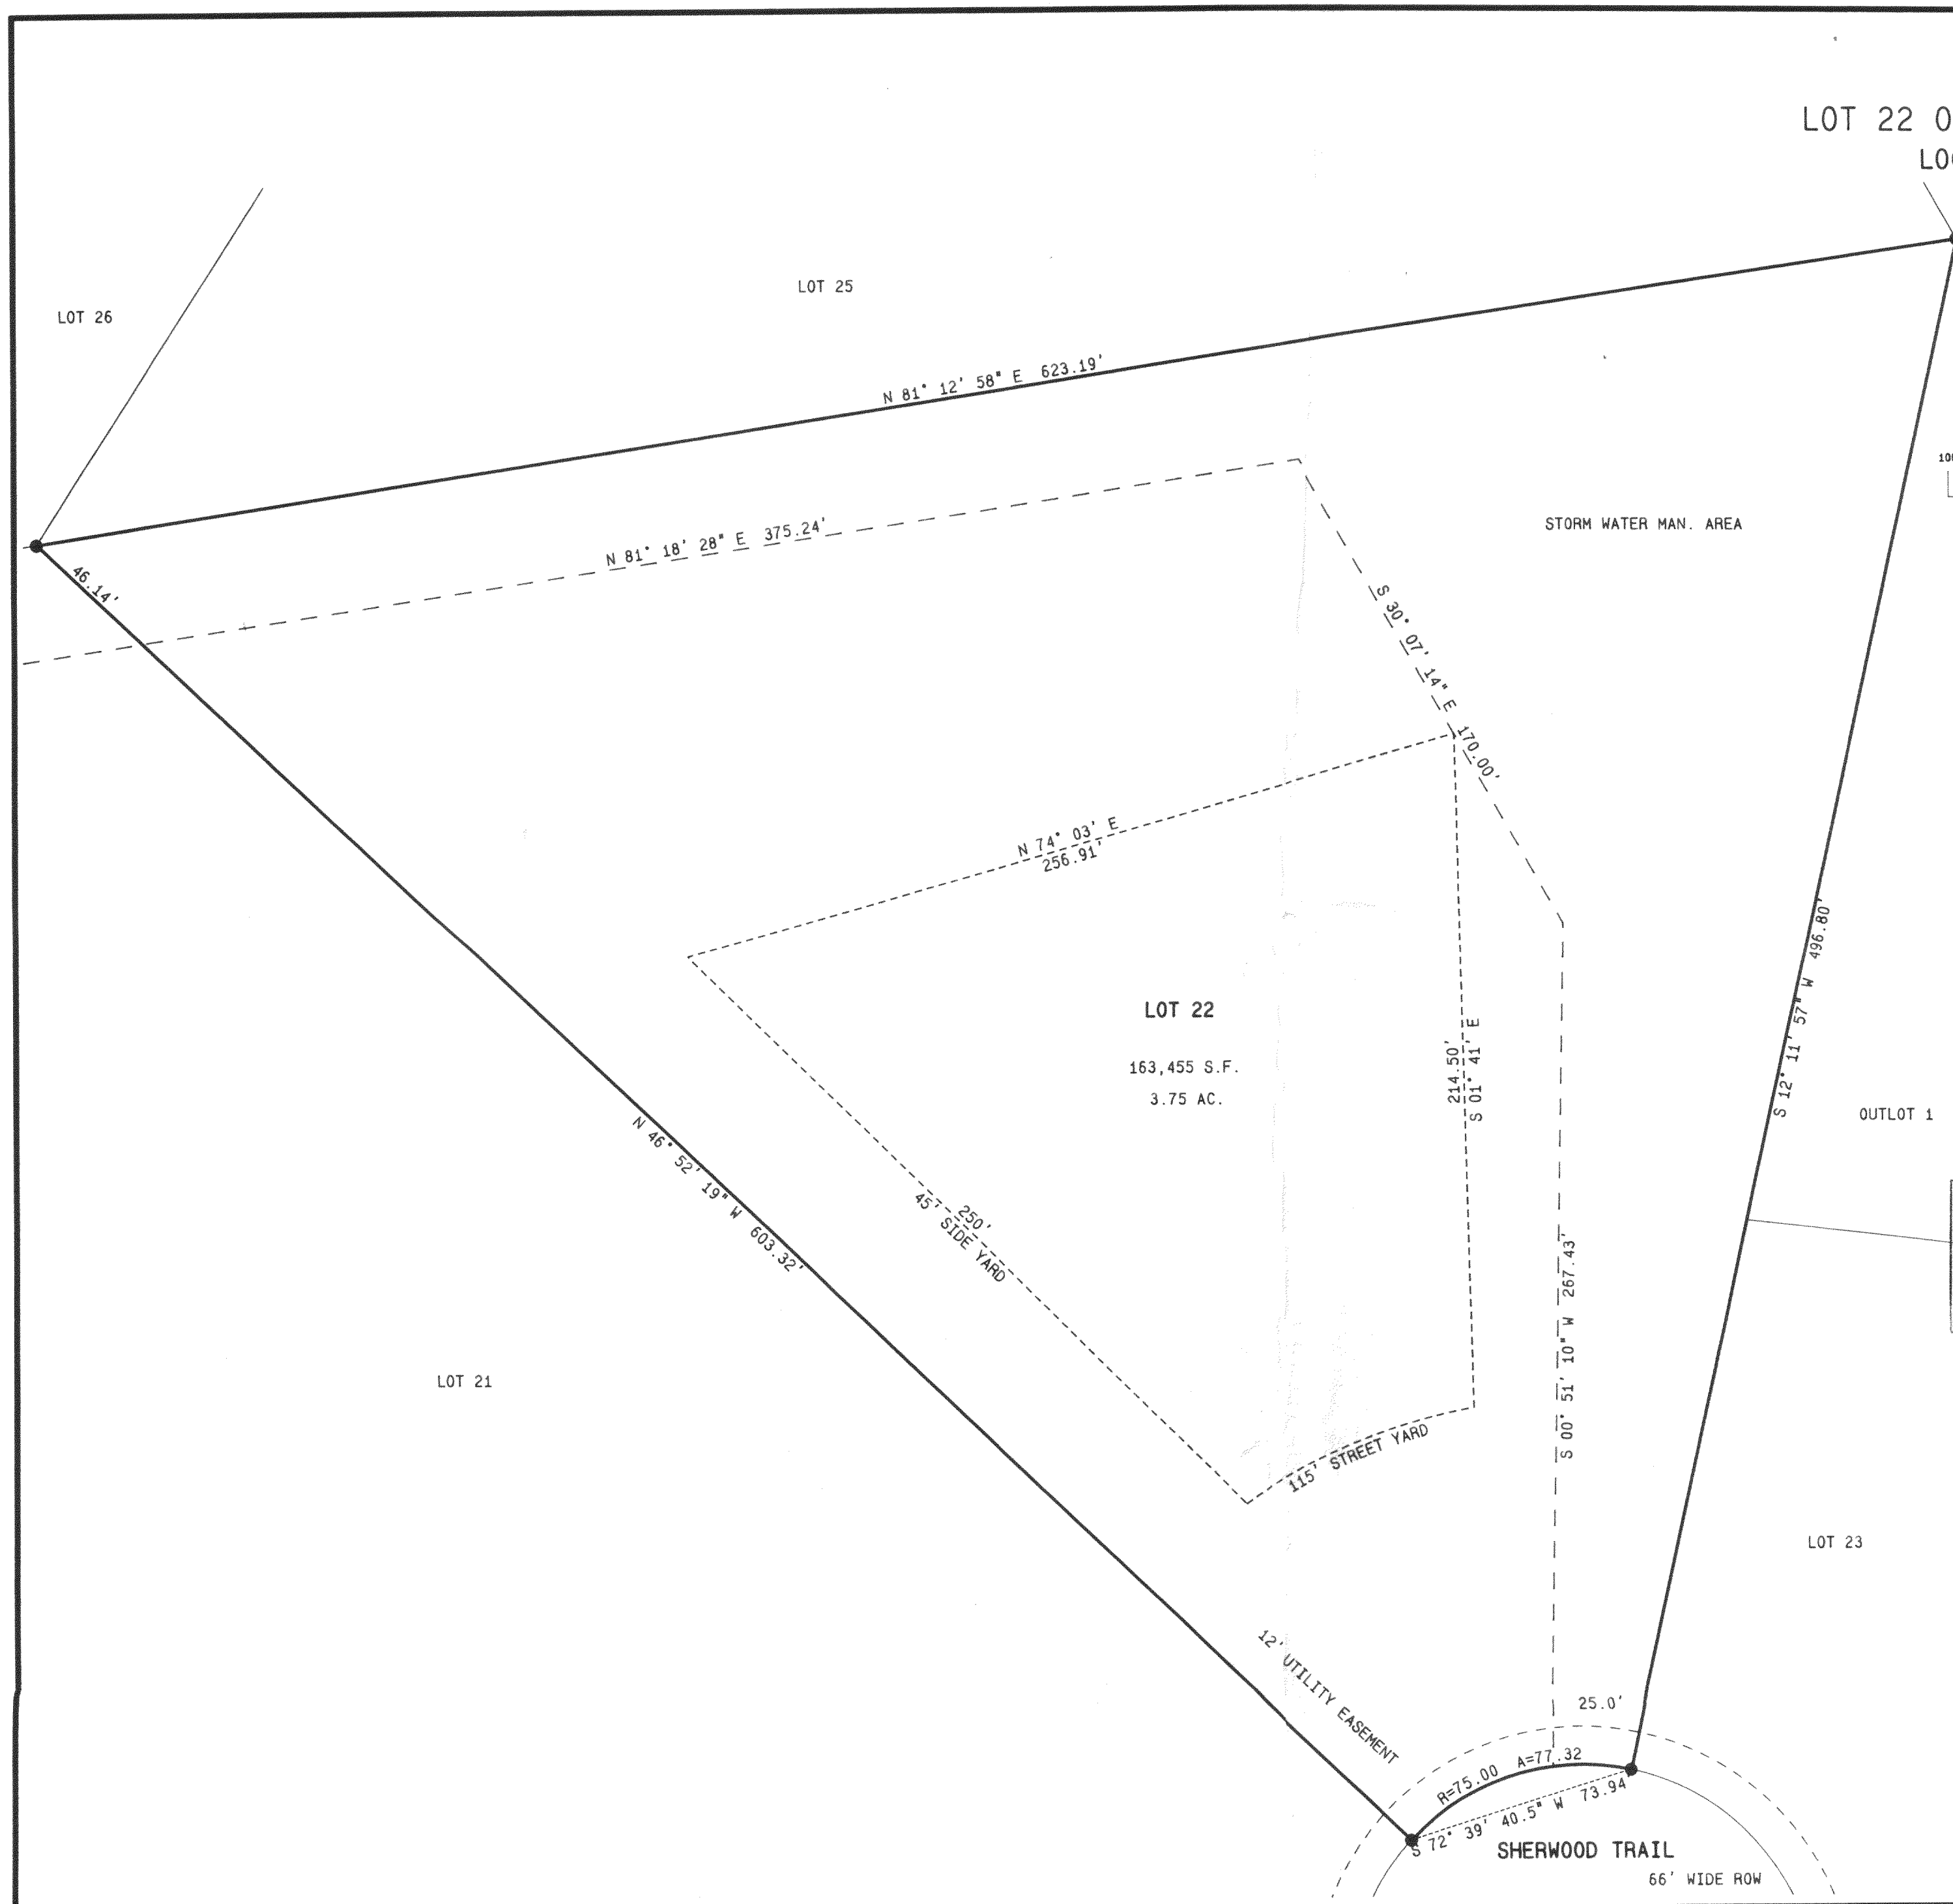 LOT 22 O
LOT 25
LOT 26
N 81° 12' 58" E 623.19'
10
STORM WATER MAN. AREA
N 81° 18' 28" E 375.24'
46.14'
S 30° 07' 14" E 170.00'
N 74° 03' E
256.91'
LOT 22
163,455 S.F.
3.75 AC.
214.50'
S 01° 41' E
S 12° 11' 57" W 496.80'
OUTLOT 1
N 46° 52' 19" W 603.32'
250'
45' SIDE YARD
S 00° 51' 10" W 267.43'
LOT 21
115' STREET YARD
LOT 23
12' UTILITY EASEMENT
25.0'
R=75.00 A=77.32
S 72° 39' 40.5" W 73.94'
SHERWOOD TRAIL
66' WIDE ROW